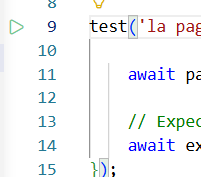 8
9 test('la pag
10
11 await pa
12
13 // Expec
14 await ex
15 });